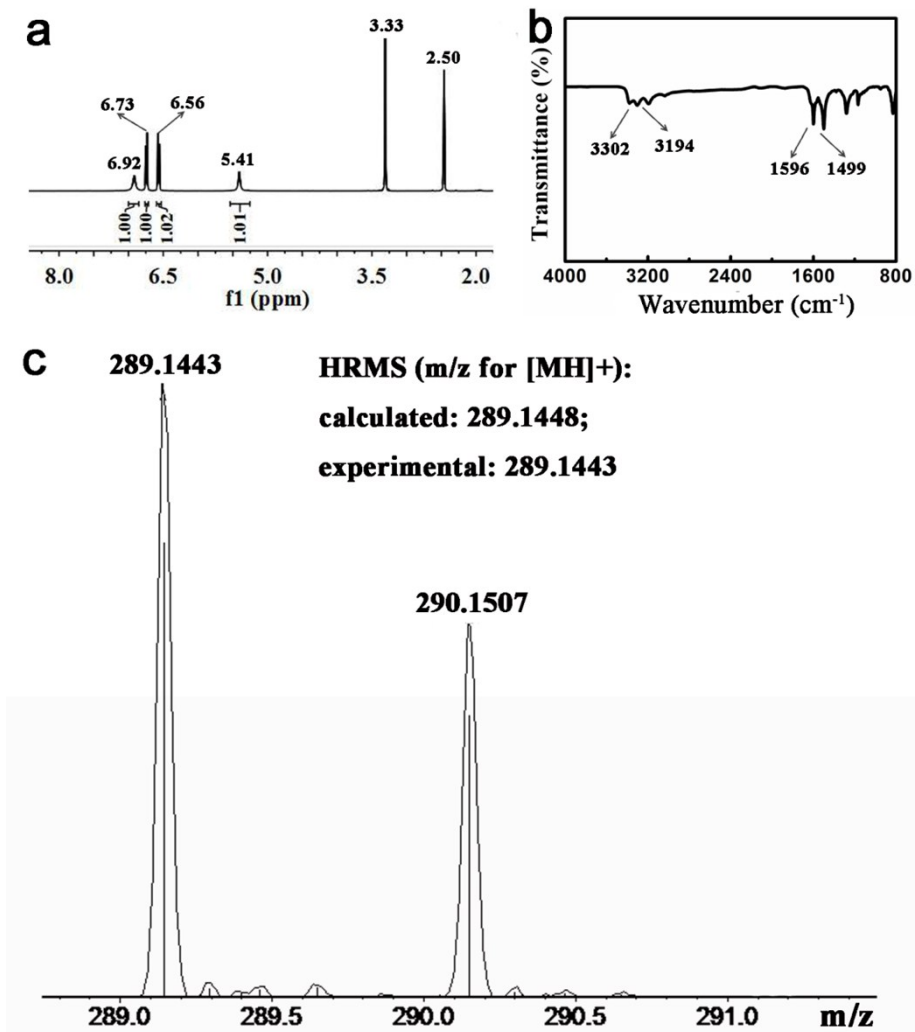 a
3.33
2.50
6.73
6.56
6.92
5.41
1.00
1.00
1.02
1.01
8.0 6.5 5.0 3.5 2.0
f1 (ppm)
b
Transmittance (%)
3302
3194
1596
1499
4000 3200 2400 1600 800
Wavenumber (cm-1)
c
289.1443
HRMS (m/z for [MH]+):
calculated: 289.1448;
experimental: 289.1443
290.1507
289.0 289.5 290.0 290.5 291.0 m/z